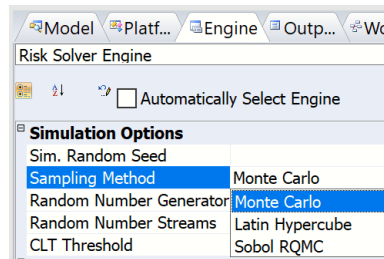 Model Platf... Engine Outp... Wo
Risk Solver Engine
Automatically Select Engine
Simulation Options
Sim. Random Seed
Sampling Method Monte Carlo
Random Number Generator Monte Carlo
Random Number Streams Latin Hypercube
CLT Threshold Sobol RQMC